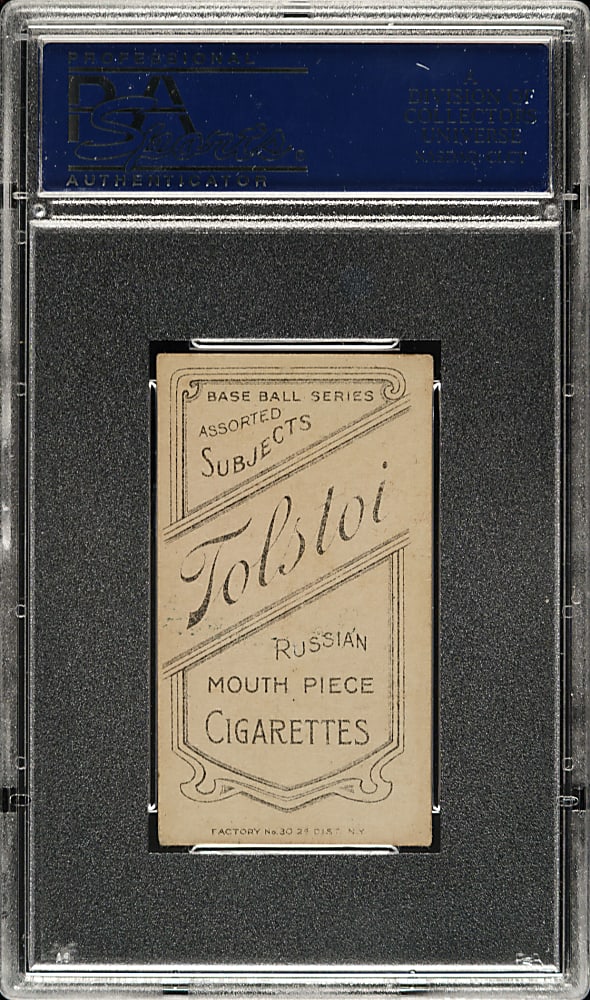 PROFESSIONAL
PSA
Sports
AUTHENTICATOR
A
DIVISION OF
COLLECTORS
UNIVERSE
BASE BALL SERIES
ASSORTED
SUBJECTS
Tolstoi
RUSSIAN
MOUTH PIECE
CIGARETTES
FACTORY No. 30 2d DIST. N.Y.